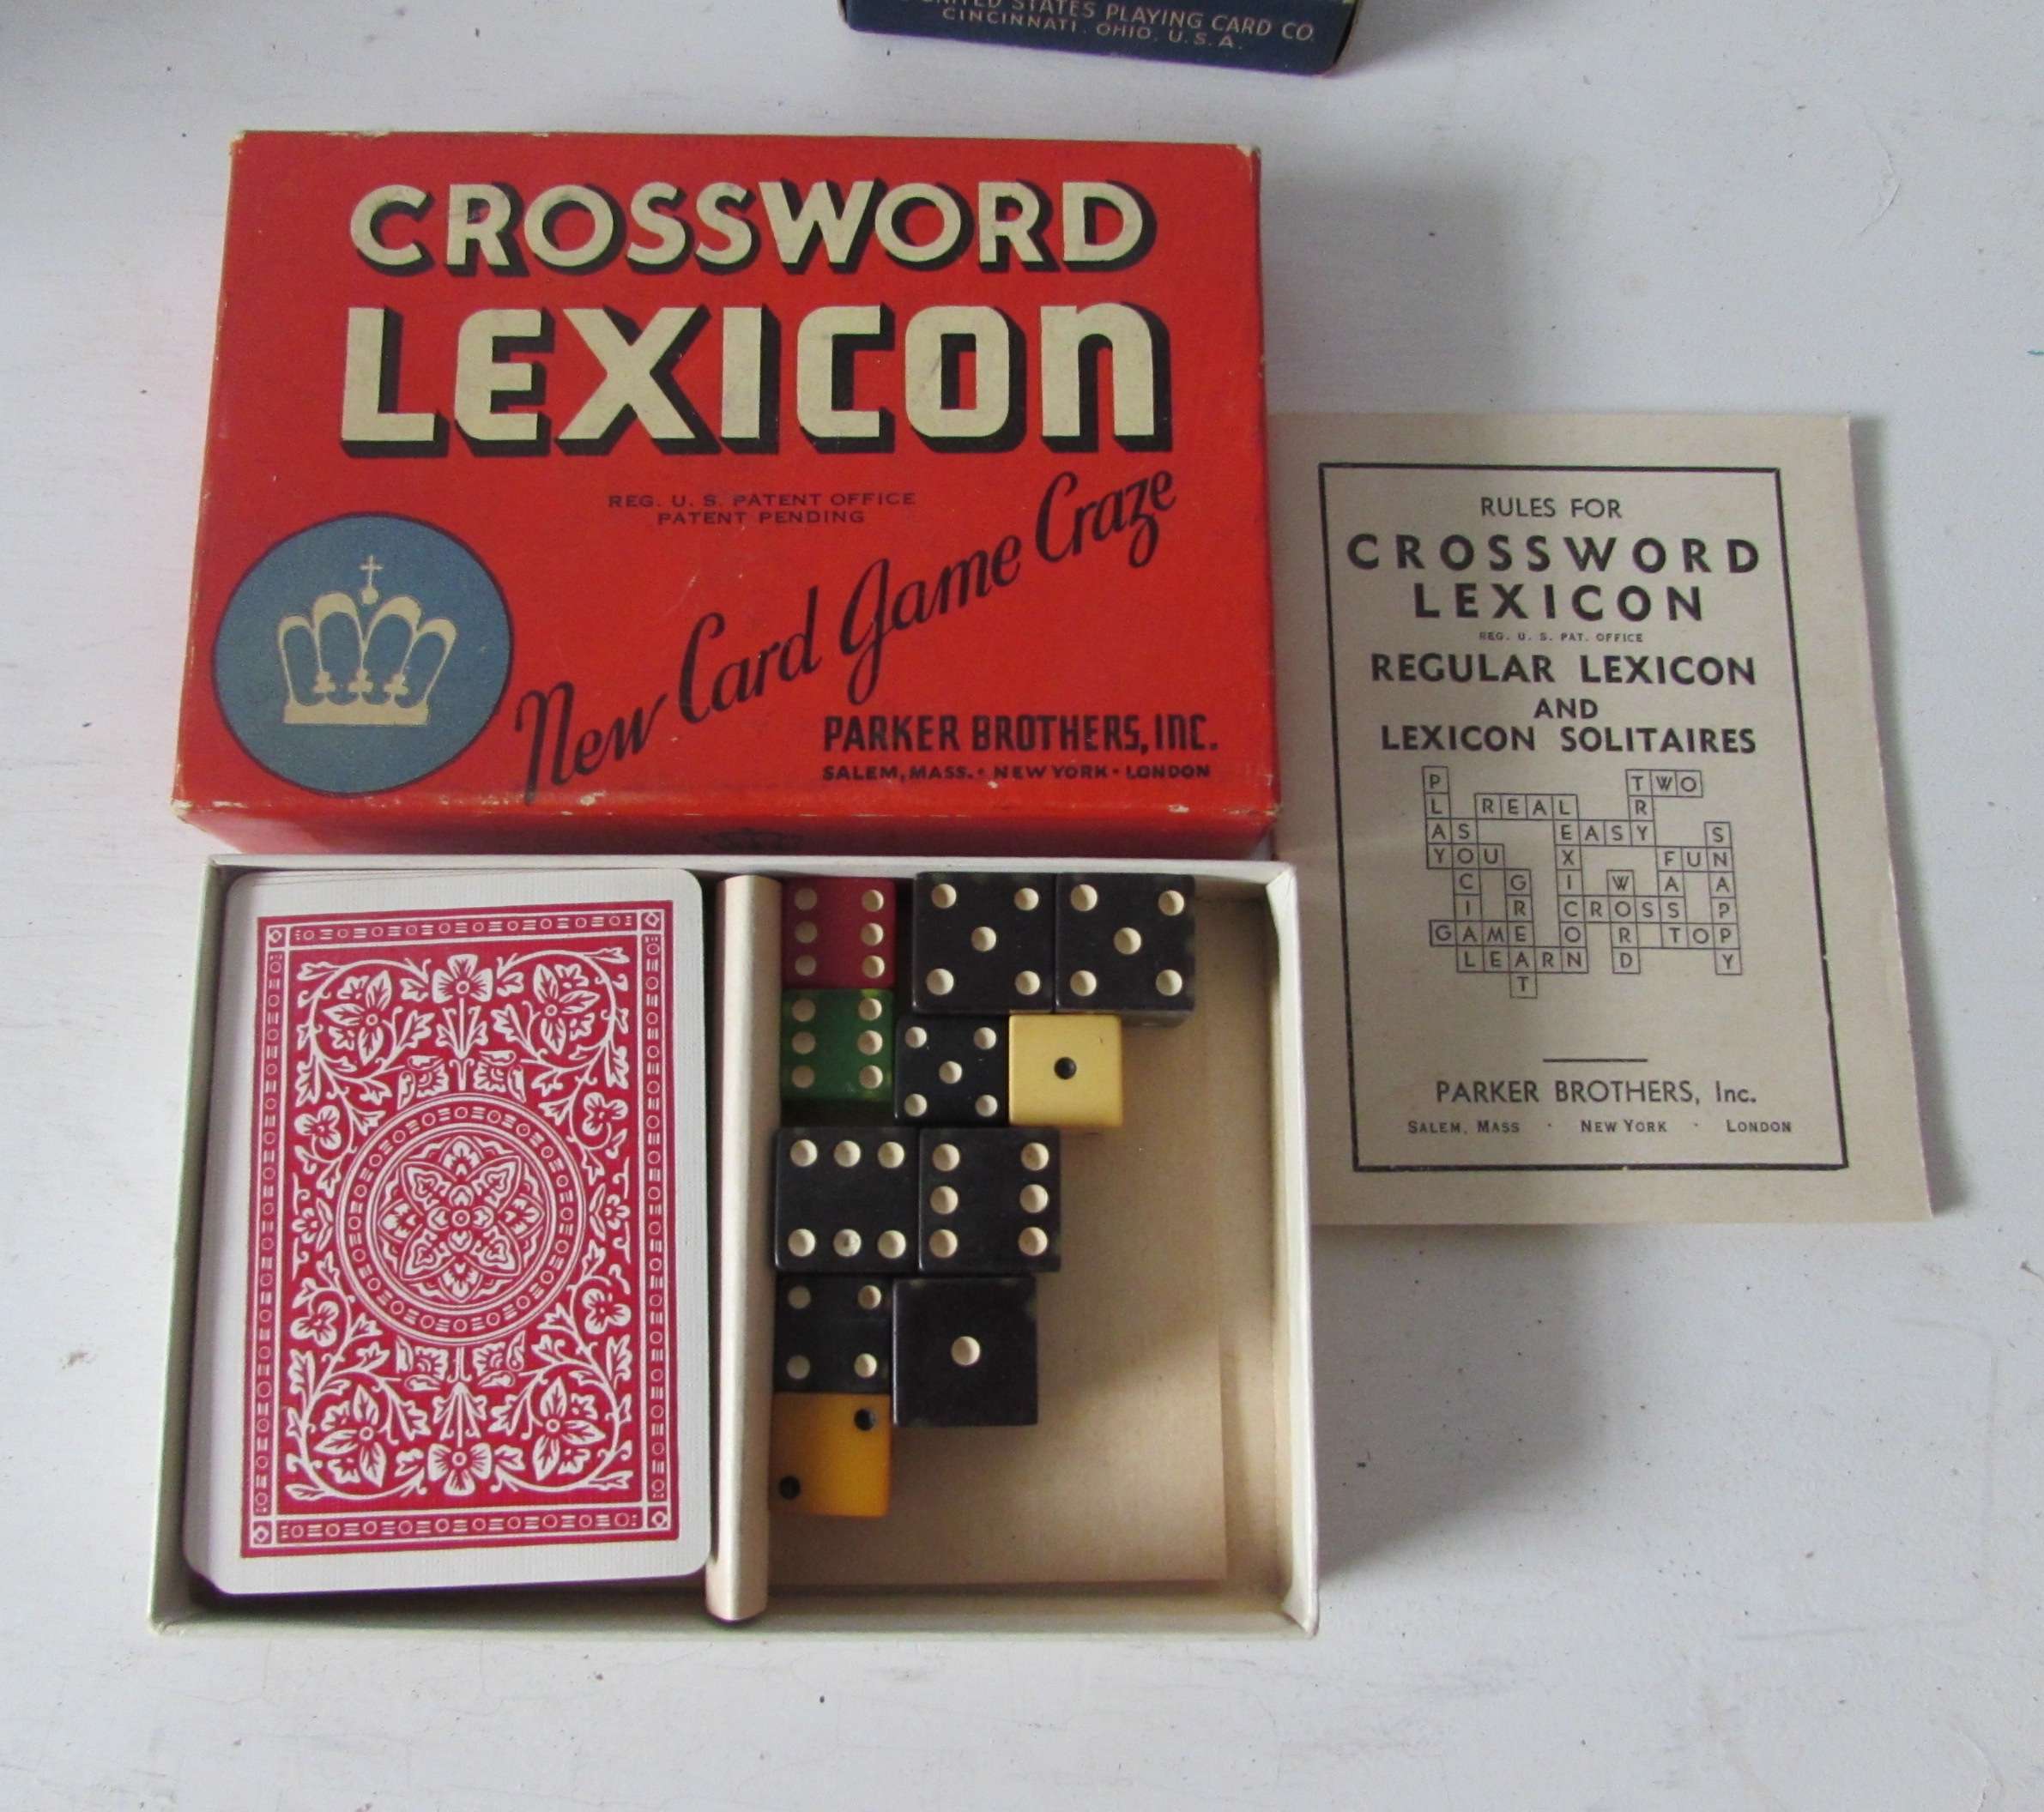 UNITED STATES PLAYING CARD CO.
CINCINNATI. OHIO, U.S.A.
CROSSWORD
LEXICON
REG. U. S. PATENT OFFICE
PATENT PENDING
New Card Game Craze
PARKER BROTHERS, INC.
SALEM, MASS. • NEW YORK • LONDON
RULES FOR
CROSSWORD
LEXICON
REG. U. S. PAT. OFFICE
REGULAR LEXICON
AND
LEXICON SOLITAIRES
P TWO
L REAL R
AS EASY S
YOU X FUN
C G I W A A
I R CROSS P
GAME O R TOP
LEARN D Y
T
PARKER BROTHERS, Inc.
SALEM, MASS · NEW YORK · LONDON